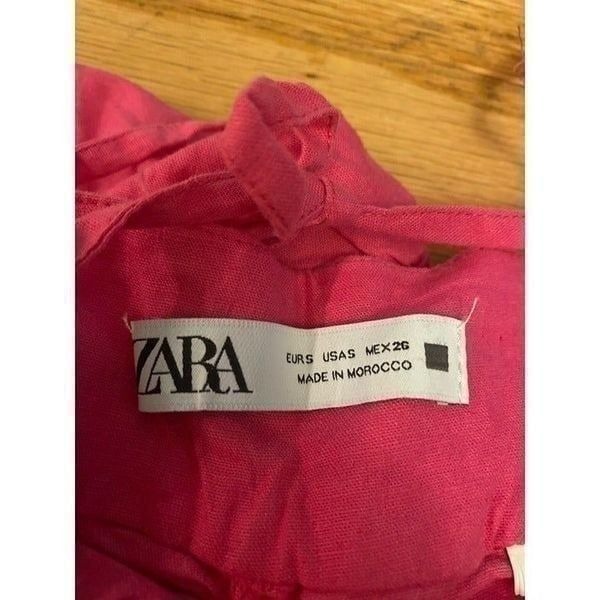 ZARA
EUR S USA S MEX 26
MADE IN MOROCCO